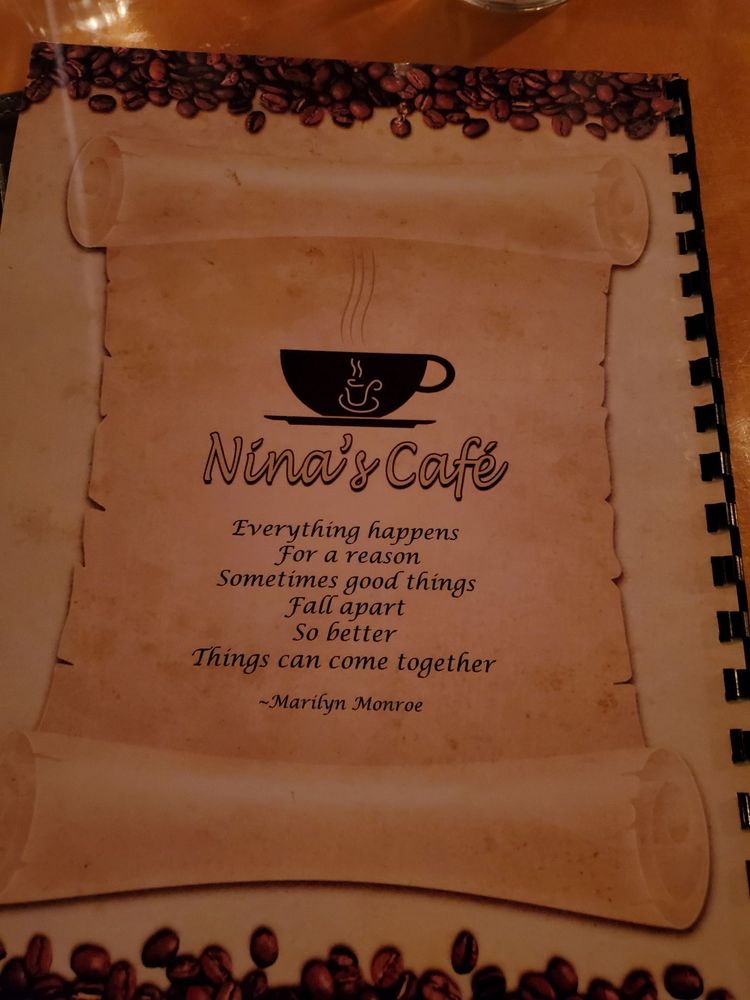 Nina's Café
Everything happens
For a reason
Sometimes good things
Fall apart
So better
Things can come together
~Marilyn Monroe